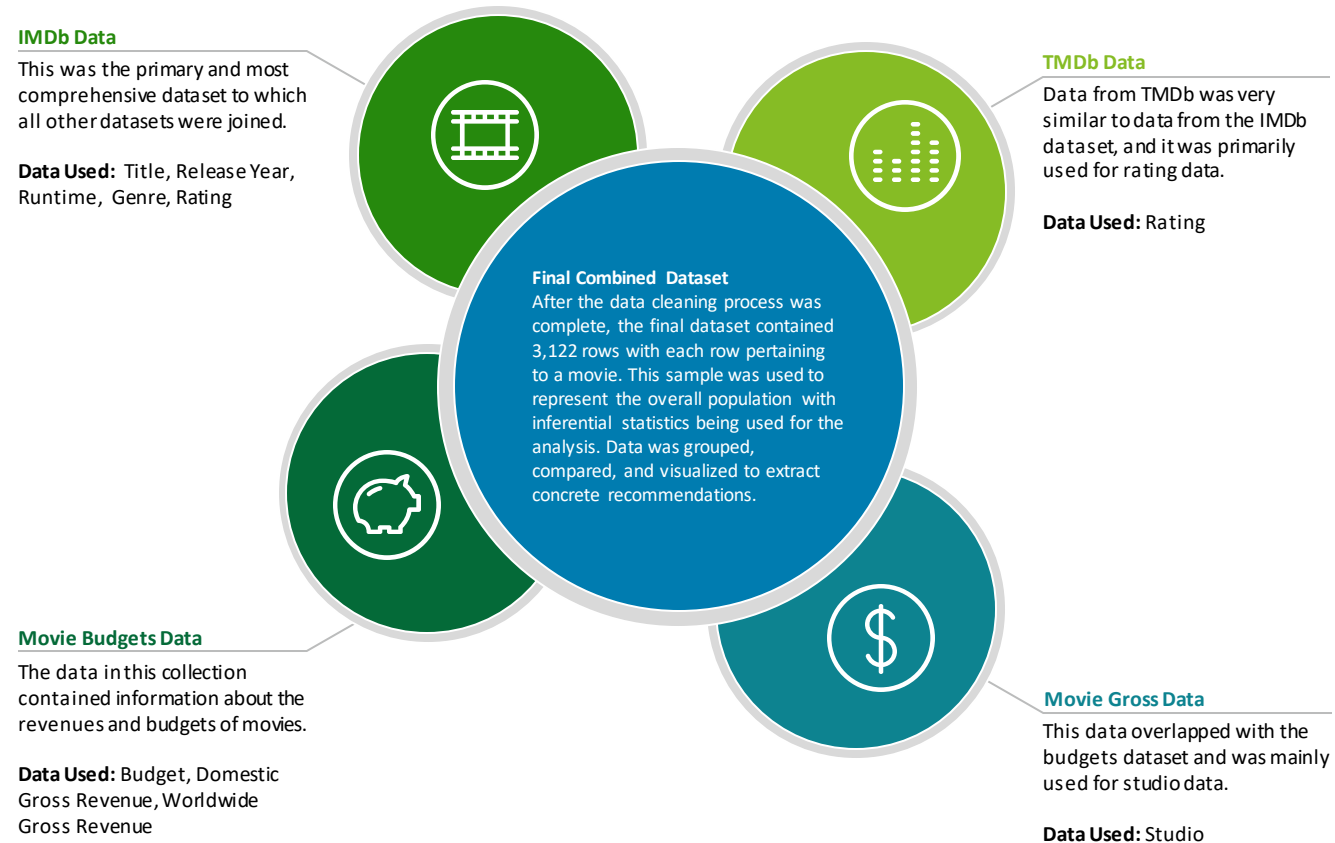 IMDb Data
This was the primary and most
comprehensive dataset to which
all other datasets were joined.
Data Used: Title, Release Year,
Runtime, Genre, Rating
TMDb Data
Data from TMDb was very
similar to data from the IMDb
dataset, and it was primarily
used for rating data.
Data Used: Rating
Final Combined Dataset
After the data cleaning process was
complete, the final dataset contained
3,122 rows with each row pertaining
to a movie. This sample was used to
represent the overall population with
inferential statistics being used for the
analysis. Data was grouped,
compared, and visualized to extract
concrete recommendations.
Movie Budgets Data
The data in this collection
contained information about the
revenues and budgets of movies.
Data Used: Budget, Domestic
Gross Revenue, Worldwide
Gross Revenue
Movie Gross Data
This data overlapped with the
budgets dataset and was mainly
used for studio data.
Data Used: Studio